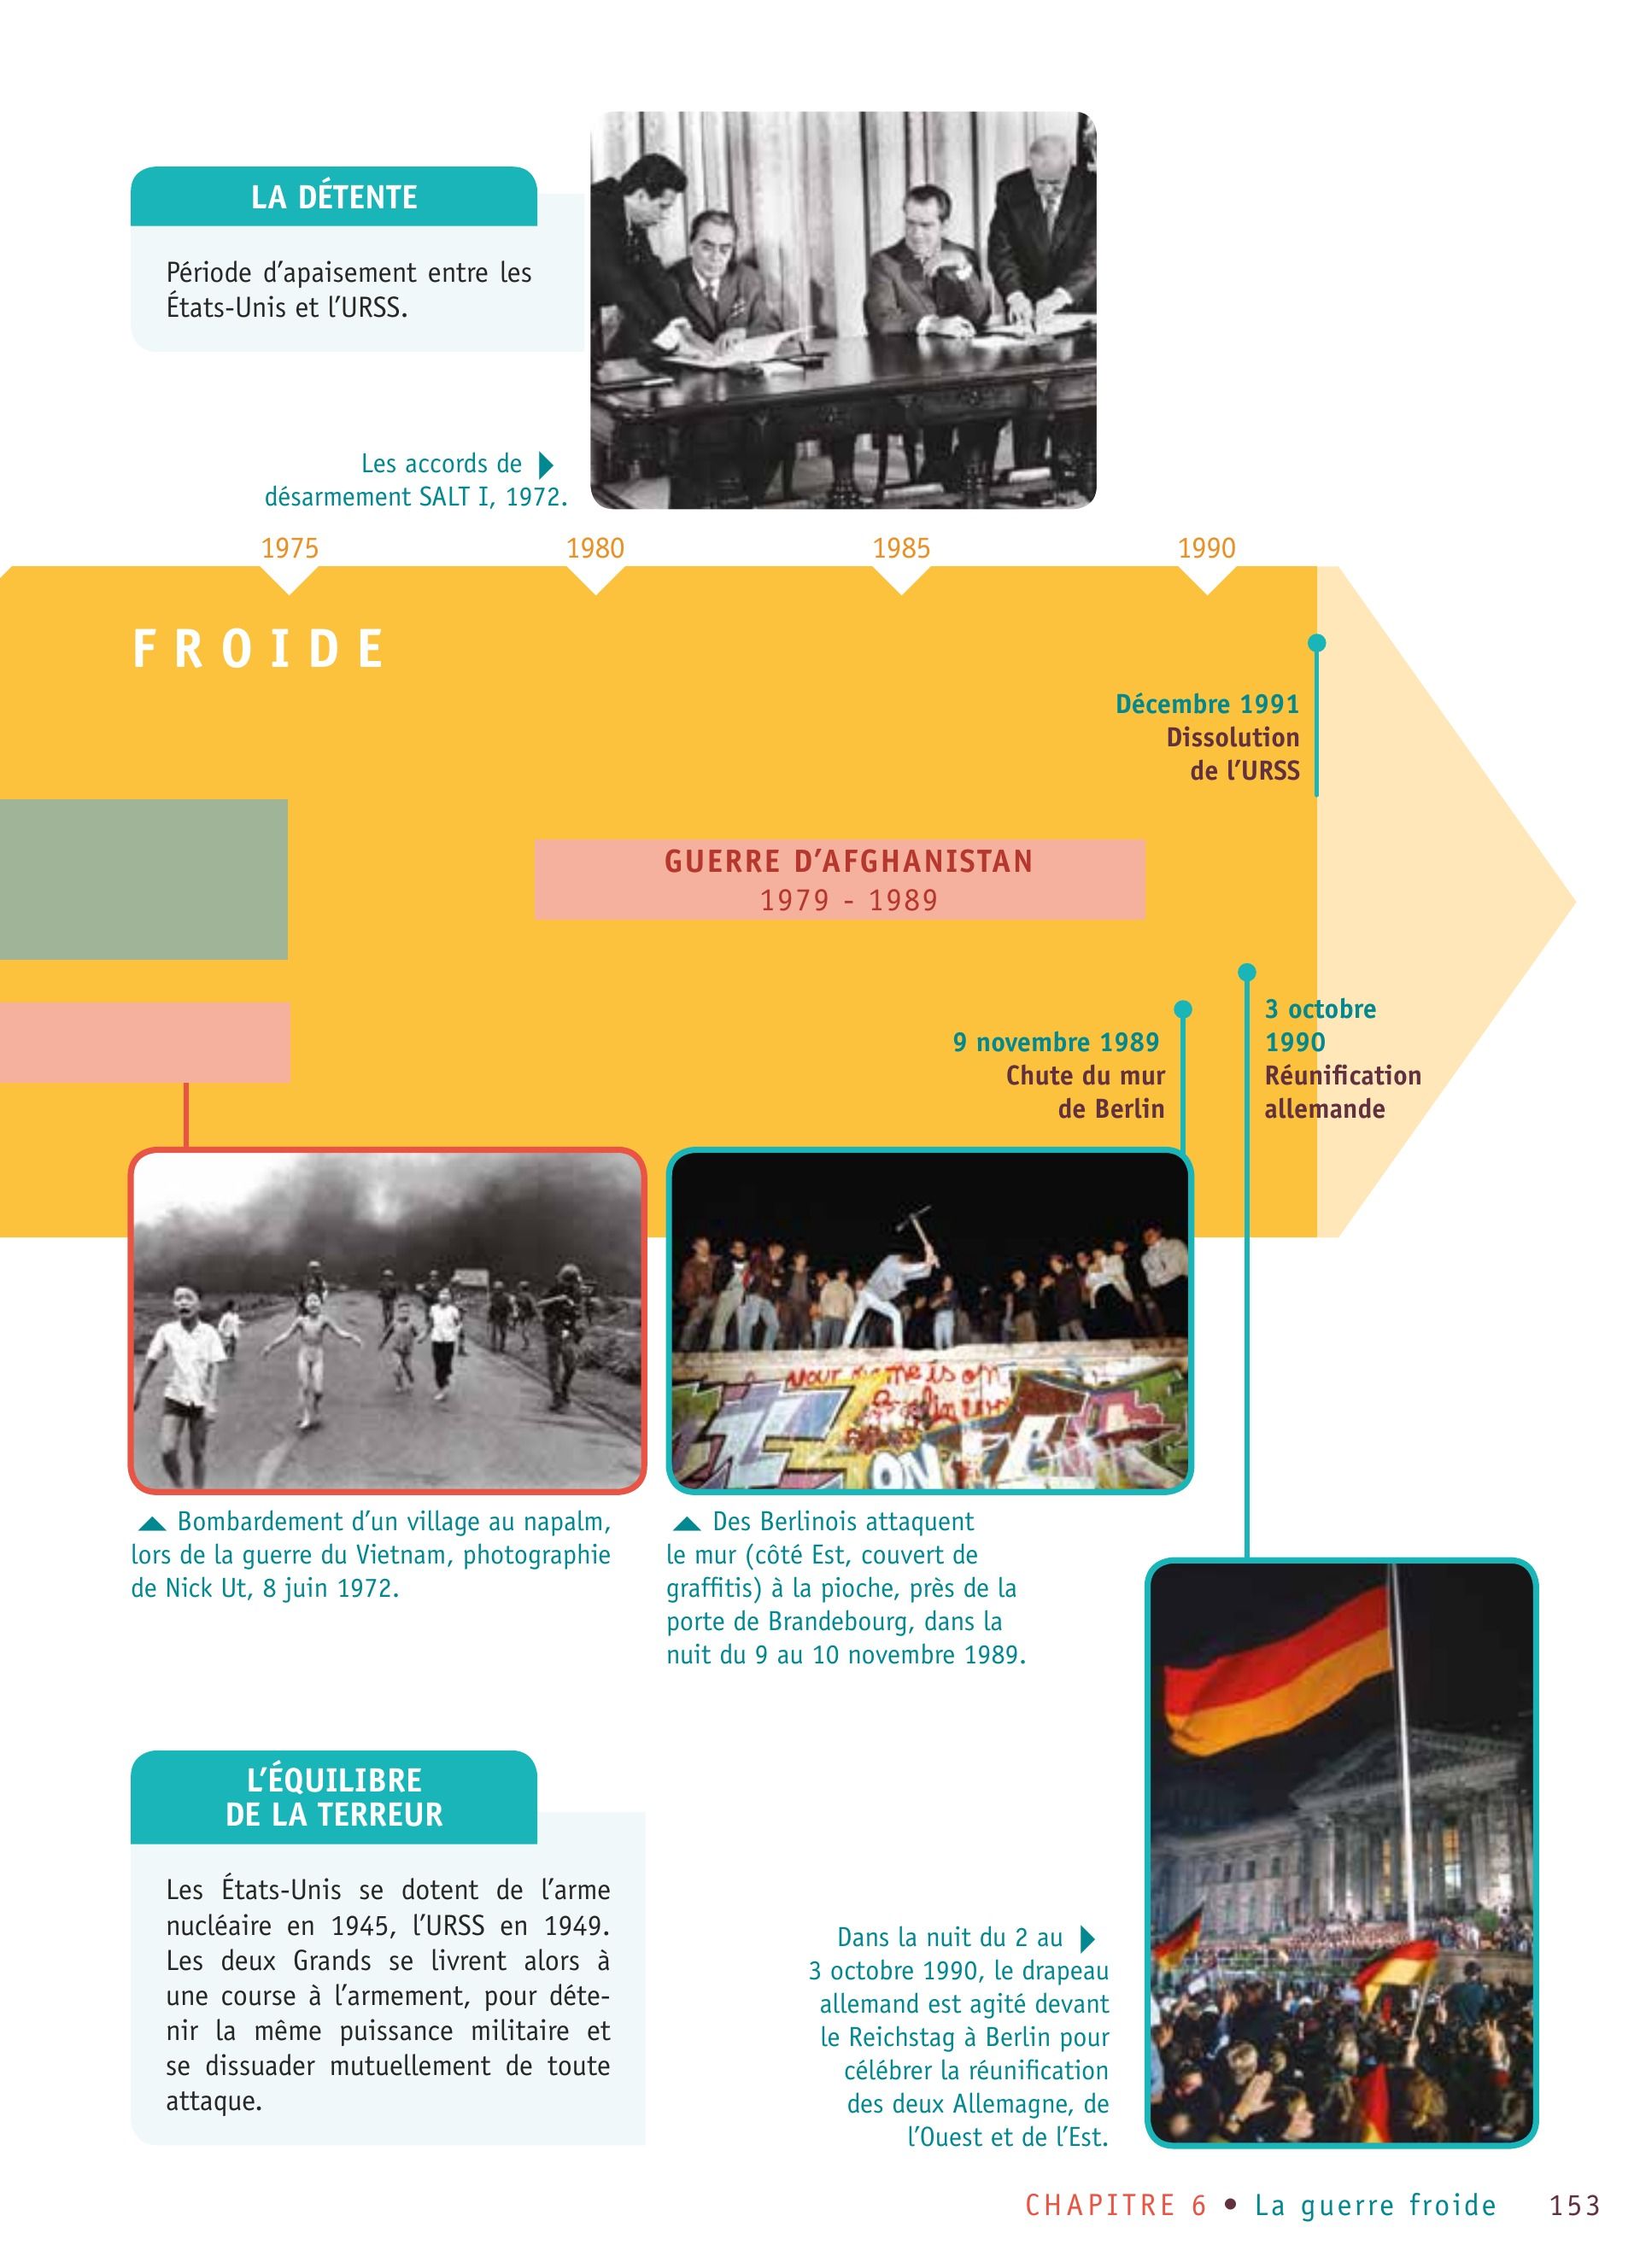 LA DÉTENTE
Période d’apaisement entre les
États-Unis et l’URSS.
Les accords de
désarmement SALT I, 1972.
1975
1980
1985
1990
FROIDE
Décembre 1991
Dissolution
de l’URSS
GUERRE D’AFGHANISTAN
1979 - 1989
9 novembre 1989
Chute du mur
de Berlin
3 octobre
1990
Réunification
allemande
is on
Berlin
ON
Bombardement d’un village au napalm,
lors de la guerre du Vietnam, photographie
de Nick Ut, 8 juin 1972.
Des Berlinois attaquent
le mur (côté Est, couvert de
graffitis) à la pioche, près de la
porte de Brandebourg, dans la
nuit du 9 au 10 novembre 1989.
L’ÉQUILIBRE
DE LA TERREUR
Les États-Unis se dotent de l’arme
nucléaire en 1945, l’URSS en 1949.
Les deux Grands se livrent alors à
une course à l’armement, pour déte-
nir la même puissance militaire et
se dissuader mutuellement de toute
attaque.
Dans la nuit du 2 au
3 octobre 1990, le drapeau
allemand est agité devant
le Reichstag à Berlin pour
célébrer la réunification
des deux Allemagne, de
l’Ouest et de l’Est.
CHAPITRE 6 • La guerre froide 153